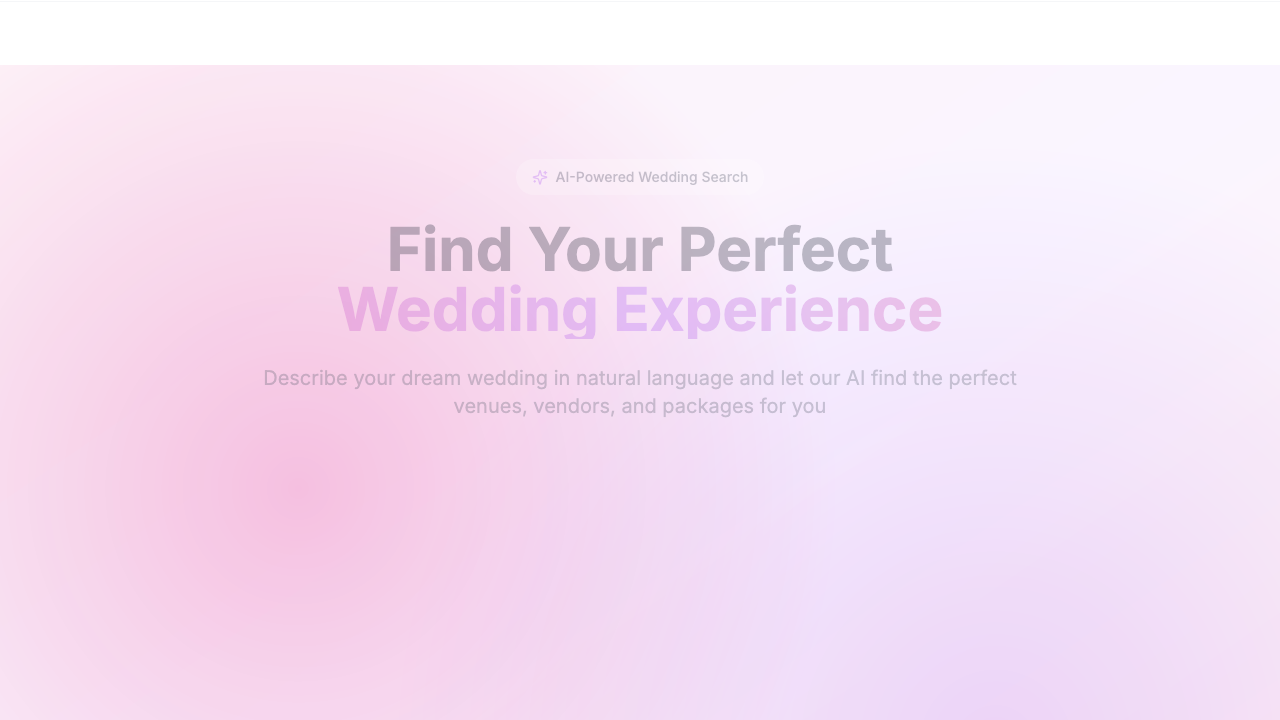 AI-Powered Wedding Search
Find Your Perfect
Wedding Experience
Describe your dream wedding in natural language and let our AI find the perfect
venues, vendors, and packages for you